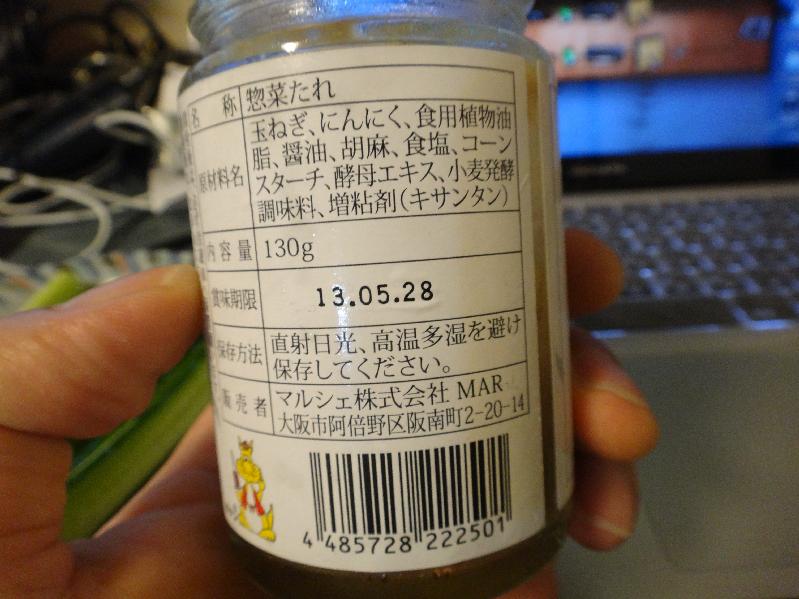 名 称 惣菜たれ
原材料名 玉ねぎ、にんにく、食用植物油
脂、醤油、胡麻、食塩、コーン
スターチ、酵母エキス、小麦発酵
調味料、増粘剤(キサンタン)
内容量 130g
賞味期限 13.05.28
保存方法 直射日光、高温多湿を避け
保存してください。
販売者 マルシェ株式会社 MAR
大阪市阿倍野区阪南町2-20-14
4 485728 222501